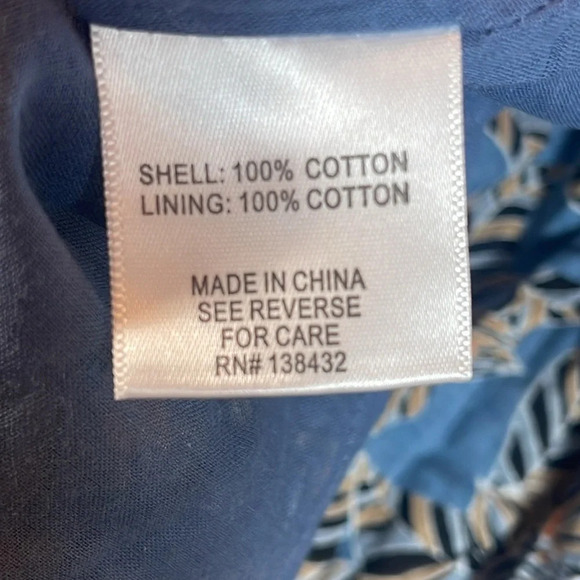 SHELL: 100% COTTON
LINING: 100% COTTON
MADE IN CHINA
SEE REVERSE
FOR CARE
RN# 138432